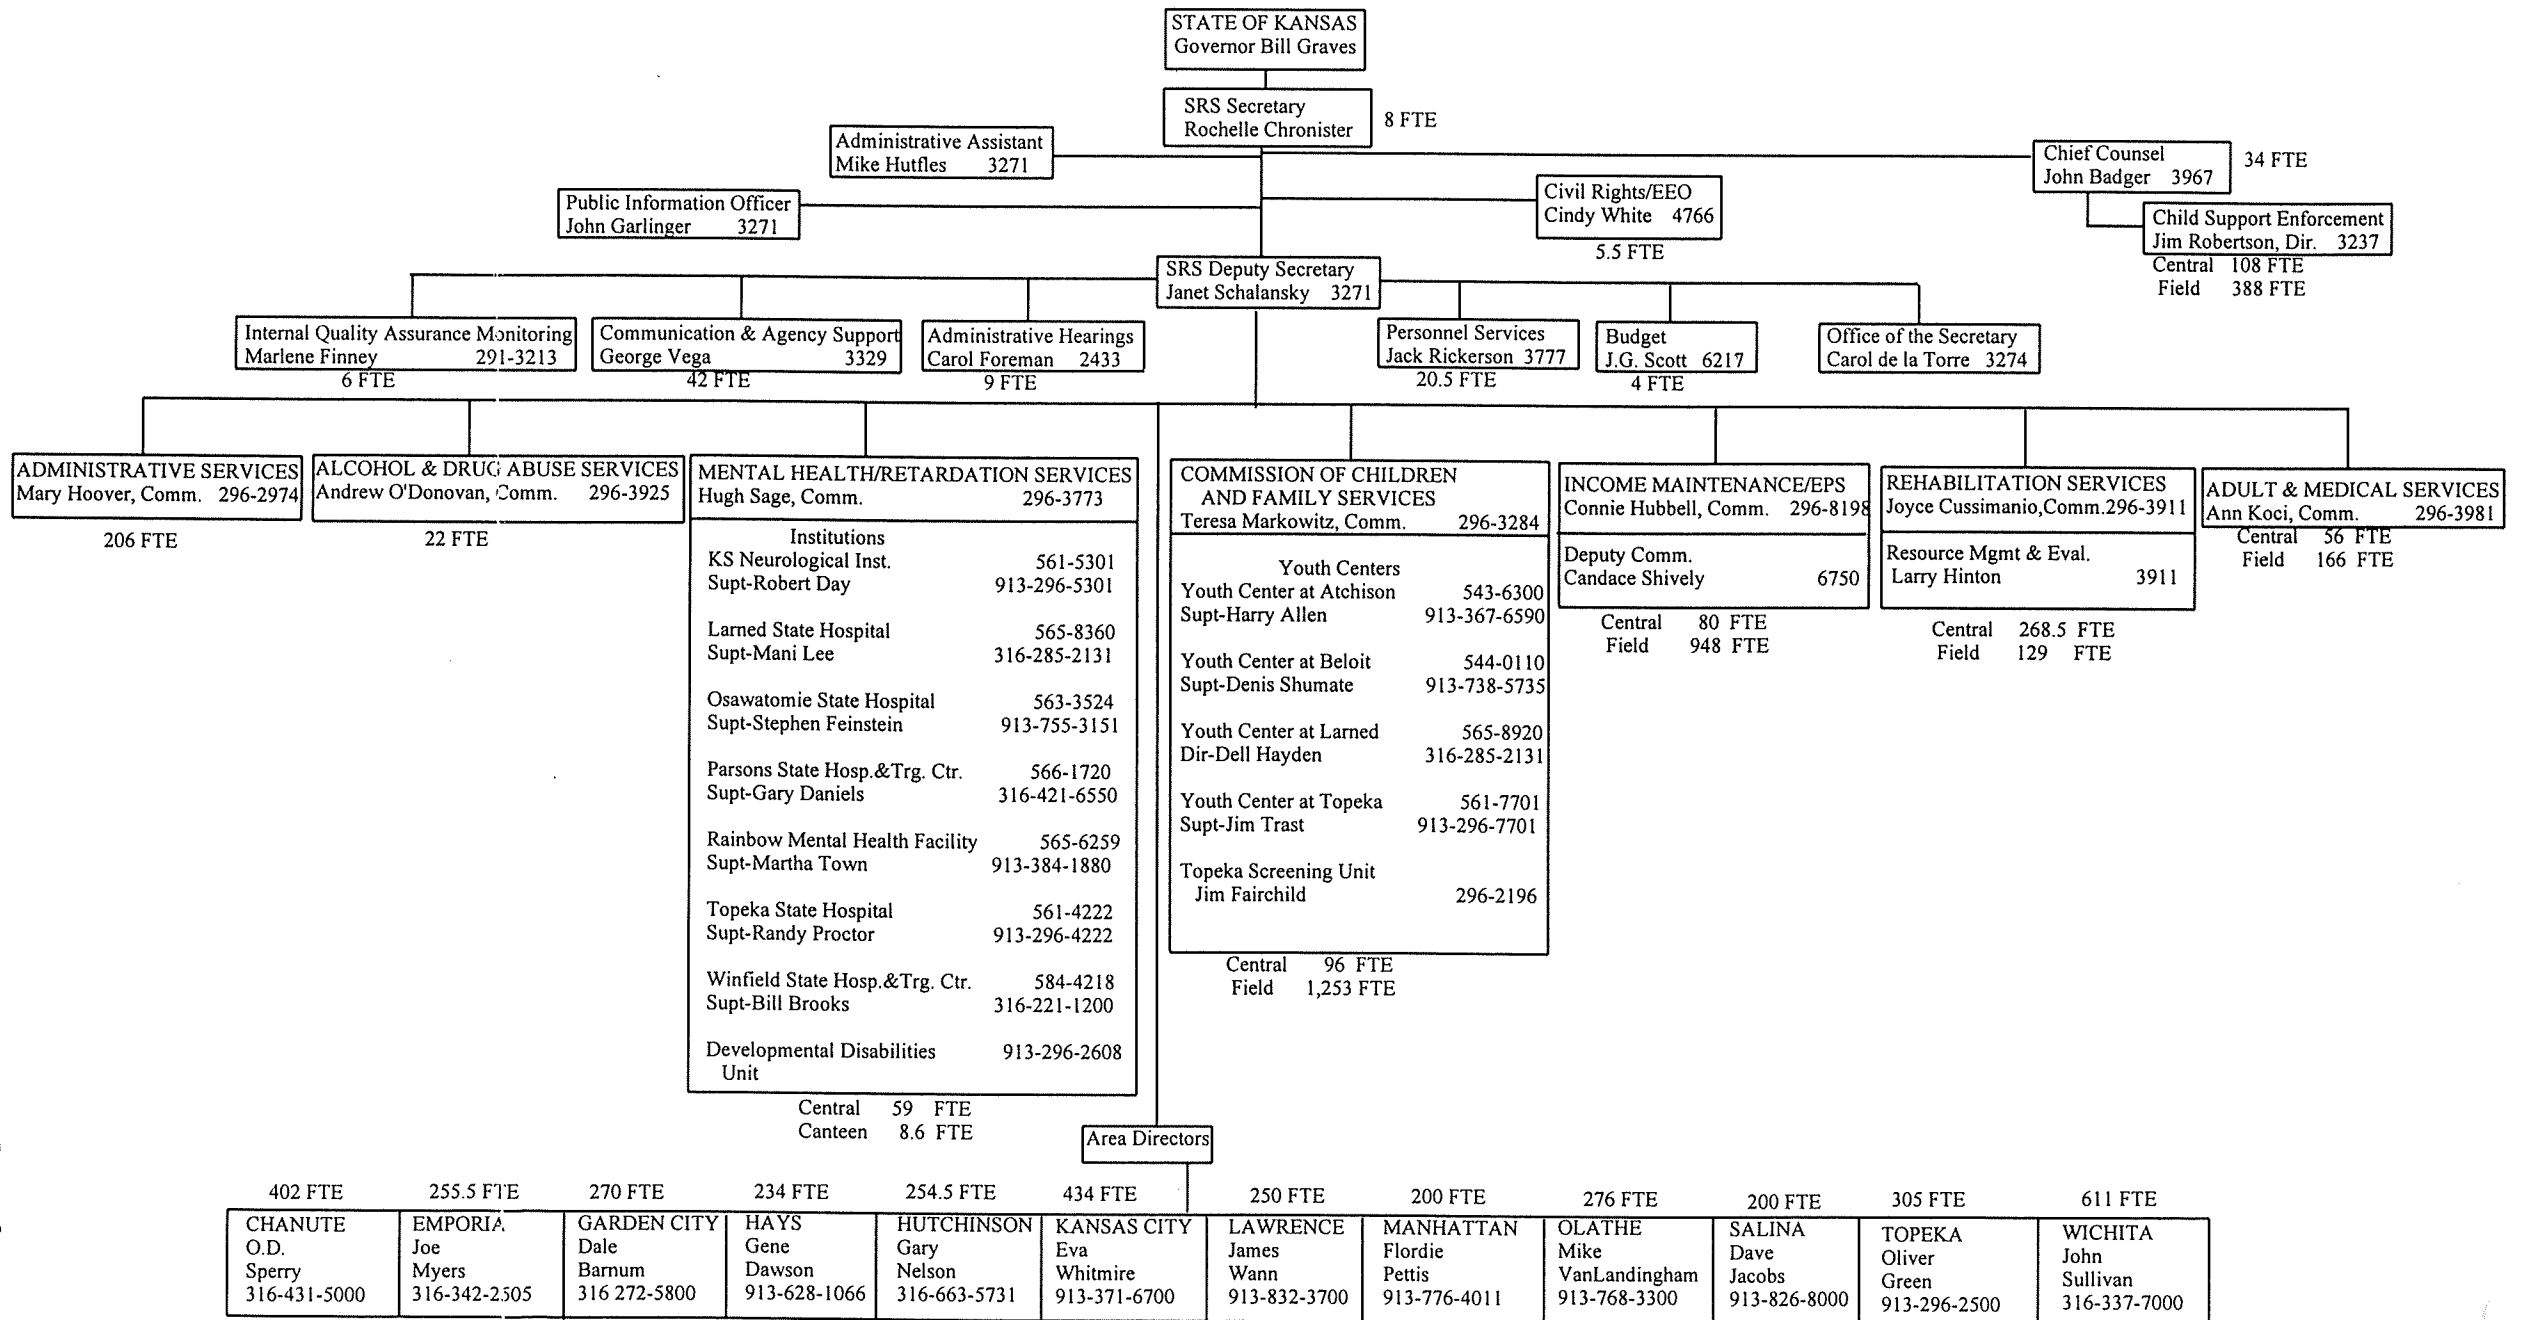 STATE OF KANSAS
Governor Bill Graves
SRS Secretary
Rochelle Chronister
8 FTE
Administrative Assistant
Mike Hutfles 3271
Chief Counsel
John Badger 3967
34 FTE
Public Information Officer
John Garlinger 3271
Civil Rights/EEO
Cindy White 4766
5.5 FTE
Child Support Enforcement
Jim Robertson, Dir. 3237
Central 108 FTE
Field 388 FTE
SRS Deputy Secretary
Janet Schalansky 3271
Internal Quality Assurance Monitoring
Marlene Finney 291-3213
6 FTE
Communication & Agency Support
George Vega 3329
42 FTE
Administrative Hearings
Carol Foreman 2433
9 FTE
Personnel Services
Jack Rickerson 3777
20.5 FTE
Budget
J.G. Scott 6217
4 FTE
Office of the Secretary
Carol de la Torre 3274
ADMINISTRATIVE SERVICES
Mary Hoover, Comm. 296-2974
206 FTE
ALCOHOL & DRUG ABUSE SERVICES
Andrew O'Donovan, Comm. 296-3925
22 FTE
MENTAL HEALTH/RETARDATION SERVICES
Hugh Sage, Comm. 296-3773
Institutions
KS Neurological Inst. 561-5301
Supt-Robert Day 913-296-5301
Larned State Hospital 565-8360
Supt-Mani Lee 316-285-2131
Osawatomie State Hospital 563-3524
Supt-Stephen Feinstein 913-755-3151
Parsons State Hosp.&Trg. Ctr. 566-1720
Supt-Gary Daniels 316-421-6550
Rainbow Mental Health Facility 565-6259
Supt-Martha Town 913-384-1880
Topeka State Hospital 561-4222
Supt-Randy Proctor 913-296-4222
Winfield State Hosp.&Trg. Ctr. 584-4218
Supt-Bill Brooks 316-221-1200
Developmental Disabilities 913-296-2608
Unit
Central 59 FTE
Canteen 8.6 FTE
COMMISSION OF CHILDREN
AND FAMILY SERVICES
Teresa Markowitz, Comm. 296-3284
Youth Centers
Youth Center at Atchison 543-6300
Supt-Harry Allen 913-367-6590
Youth Center at Beloit 544-0110
Supt-Denis Shumate 913-738-5735
Youth Center at Larned 565-8920
Dir-Dell Hayden 316-285-2131
Youth Center at Topeka 561-7701
Supt-Jim Trast 913-296-7701
Topeka Screening Unit
Jim Fairchild 296-2196
Central 96 FTE
Field 1,253 FTE
INCOME MAINTENANCE/EPS
Connie Hubbell, Comm. 296-8198
Deputy Comm.
Candace Shively 6750
Central 80 FTE
Field 948 FTE
REHABILITATION SERVICES
Joyce Cussimanio,Comm.296-3911
Resource Mgmt & Eval.
Larry Hinton 3911
Central 268.5 FTE
Field 129 FTE
ADULT & MEDICAL SERVICES
Ann Koci, Comm. 296-3981
Central 56 FTE
Field 166 FTE
Area Directors
402 FTE
CHANUTE
O.D.
Sperry
316-431-5000
255.5 FTE
EMPORIA
Joe
Myers
316-342-2505
270 FTE
GARDEN CITY
Dale
Barnum
316 272-5800
234 FTE
HAYS
Gene
Dawson
913-628-1066
254.5 FTE
HUTCHINSON
Gary
Nelson
316-663-5731
434 FTE
KANSAS CITY
Eva
Whitmire
913-371-6700
250 FTE
LAWRENCE
James
Wann
913-832-3700
200 FTE
MANHATTAN
Flordie
Pettis
913-776-4011
276 FTE
OLATHE
Mike
VanLandingham
913-768-3300
200 FTE
SALINA
Dave
Jacobs
913-826-8000
305 FTE
TOPEKA
Oliver
Green
913-296-2500
611 FTE
WICHITA
John
Sullivan
316-337-7000